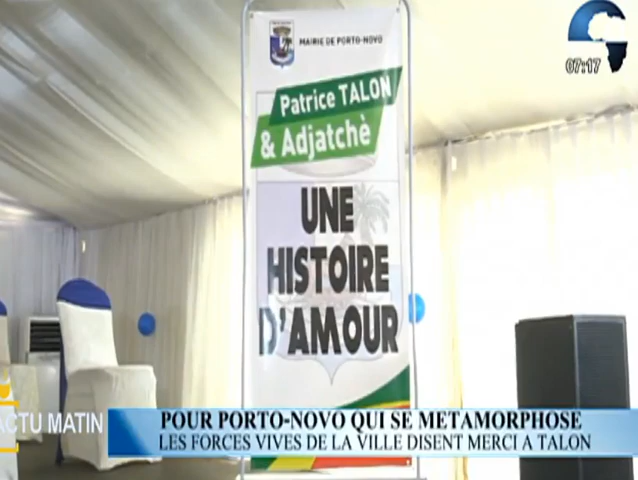 MAIRIE DE PORTO-NOVO
07:17
Patrice TALON
& Adjatchè
UNE
HISTOIRE
D'AMOUR
ACTU MATIN
POUR PORTO-NOVO QUI SE METAMORPHOSE
LES FORCES VIVES DE LA VILLE DISENT MERCI A TALON